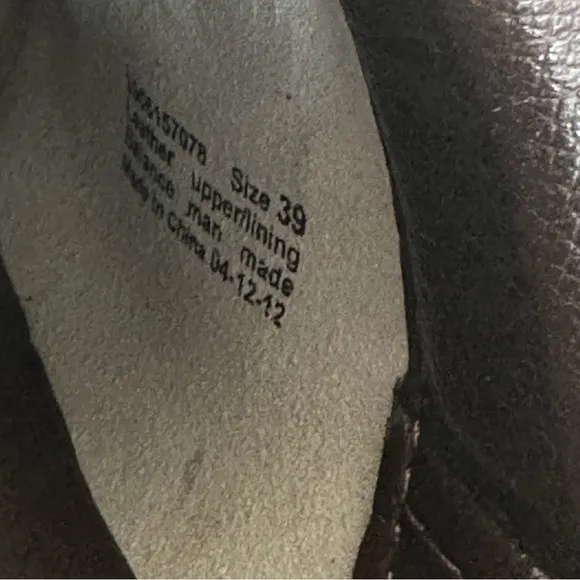 Size 39
Leather upper/lining
Balance man made
Made in China 04-12-12